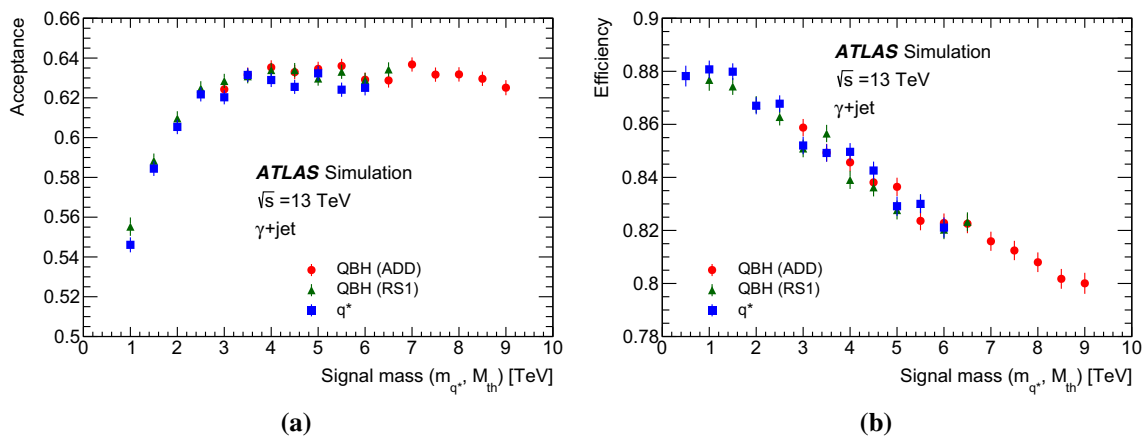 Acceptance
0.66
0.64
0.62
0.6
0.58
0.56
0.54
0.52
0.5
ATLAS Simulation
√s =13 TeV
γ+jet
QBH (ADD)
QBH (RS1)
q*
0 1 2 3 4 5 6 7 8 9 10
Signal mass (m_q*, M_th) [TeV]
(a)
Efficiency
0.9
0.88
0.86
0.84
0.82
0.8
0.78
ATLAS Simulation
√s =13 TeV
γ+jet
QBH (ADD)
QBH (RS1)
q*
0 1 2 3 4 5 6 7 8 9 10
Signal mass (m_q*, M_th) [TeV]
(b)